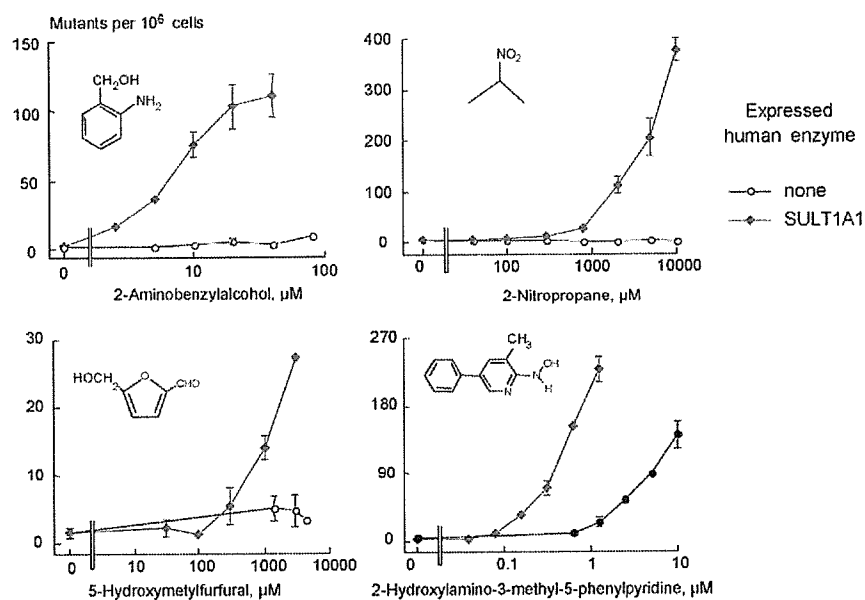 Mutants per 10⁶ cells
150
100
50
0
CH₂OH
NH₂
0
10
100
2-Aminobenzylalcohol, µM
400
300
200
100
0
NO₂
0
100
1000
10000
2-Nitropropane, µM
Expressed
human enzyme
none
SULT1A1
30
20
10
0
HOCH₂
O
CHO
0
10
100
1000
10000
5-Hydroxymetylfurfural, µM
270
180
90
0
CH₃
N
N
H
0
0.1
1
10
2-Hydroxylamino-3-methyl-5-phenylpyridine, µM